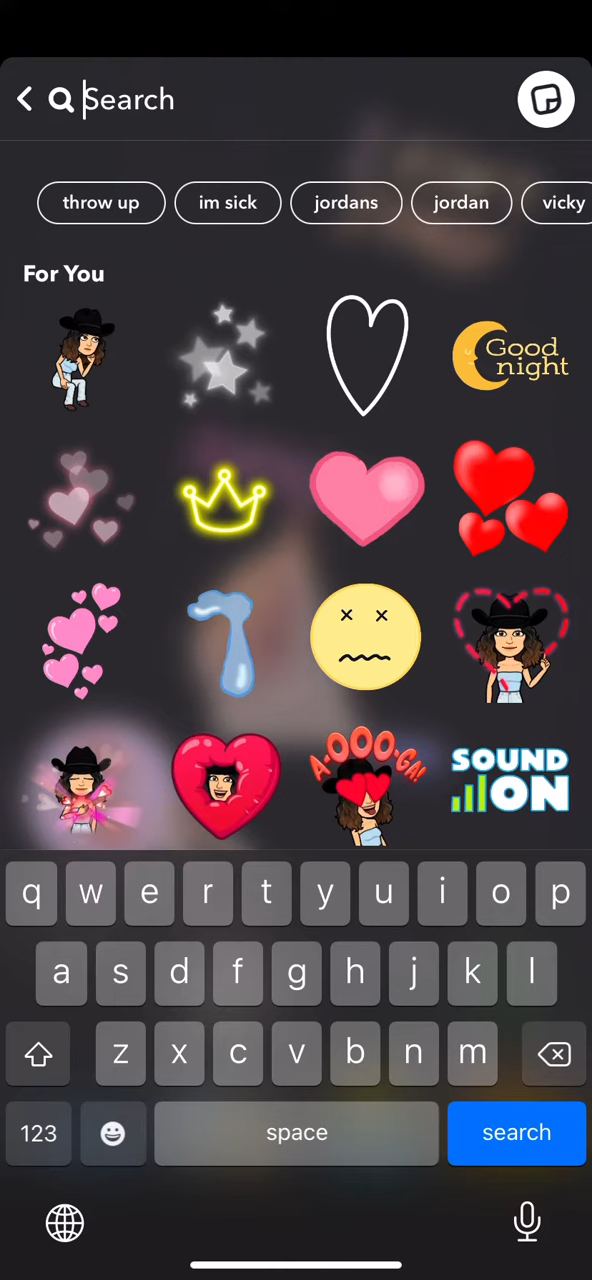 Search
throw up
im sick
jordans
jordan
vicky
For You
Good
night
A-OOO-GA!
SOUND
ON
q w e r t y u i o p
a s d f g h j k l
z x c v b n m
123
space
search